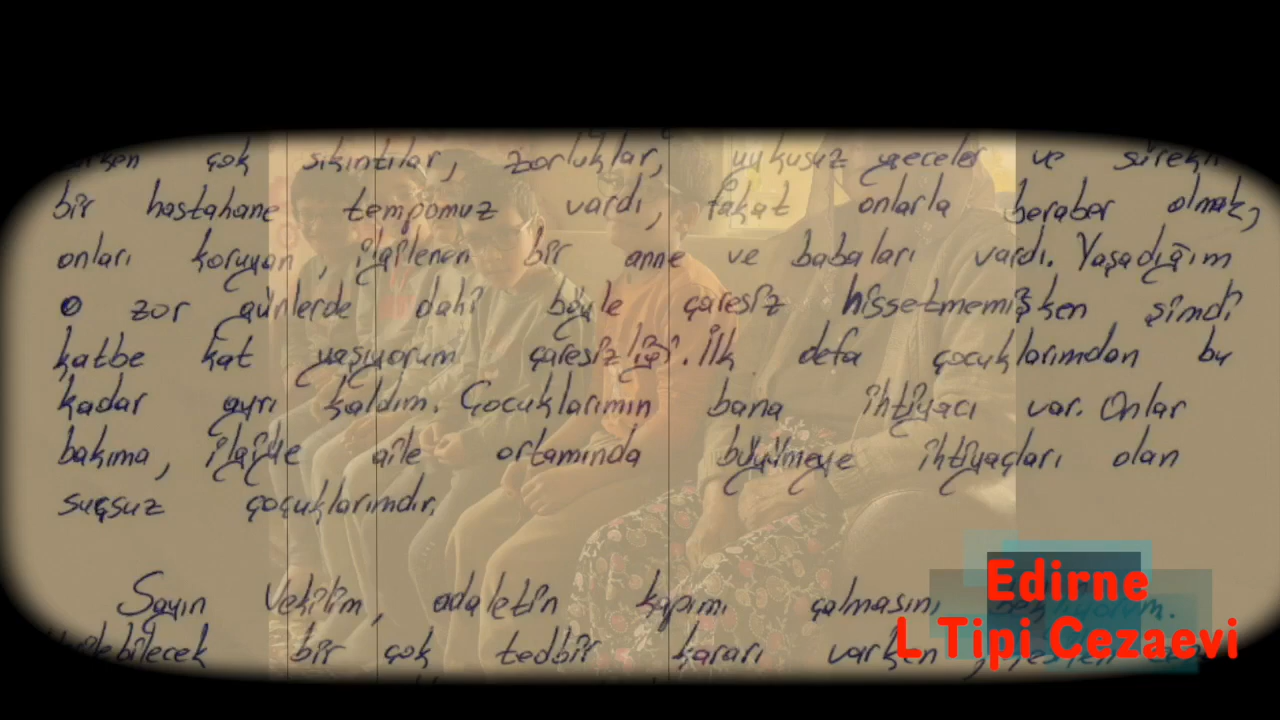 çok sıkıntılar, zorluklar, uykusuz geceler ve
bir hastahane tempomuz vardı, fakat onlarla beraber olmak,
onları koruyan, ilgilenen bir anne ve babaları vardı. Yaşadığım
o zor günlerde dahi böyle çaresiz hissetmemişken şimdi
katbe kat yaşıyorum çaresizliği. İlk defa çocuklarımdan bu
kadar ayrı kaldım. Çocuklarımın bana ihtiyacı var. Onlar
bakıma, ilgiyle aile ortamında büyümeye ihtiyaçları olan
suçsuz çocuklarımdır.
Sayın Vekilim, adaletin kapımı çalmasını bekliyorum.
bir çok tedbir kararı varken
Edirne
L Tipi Cezaevi